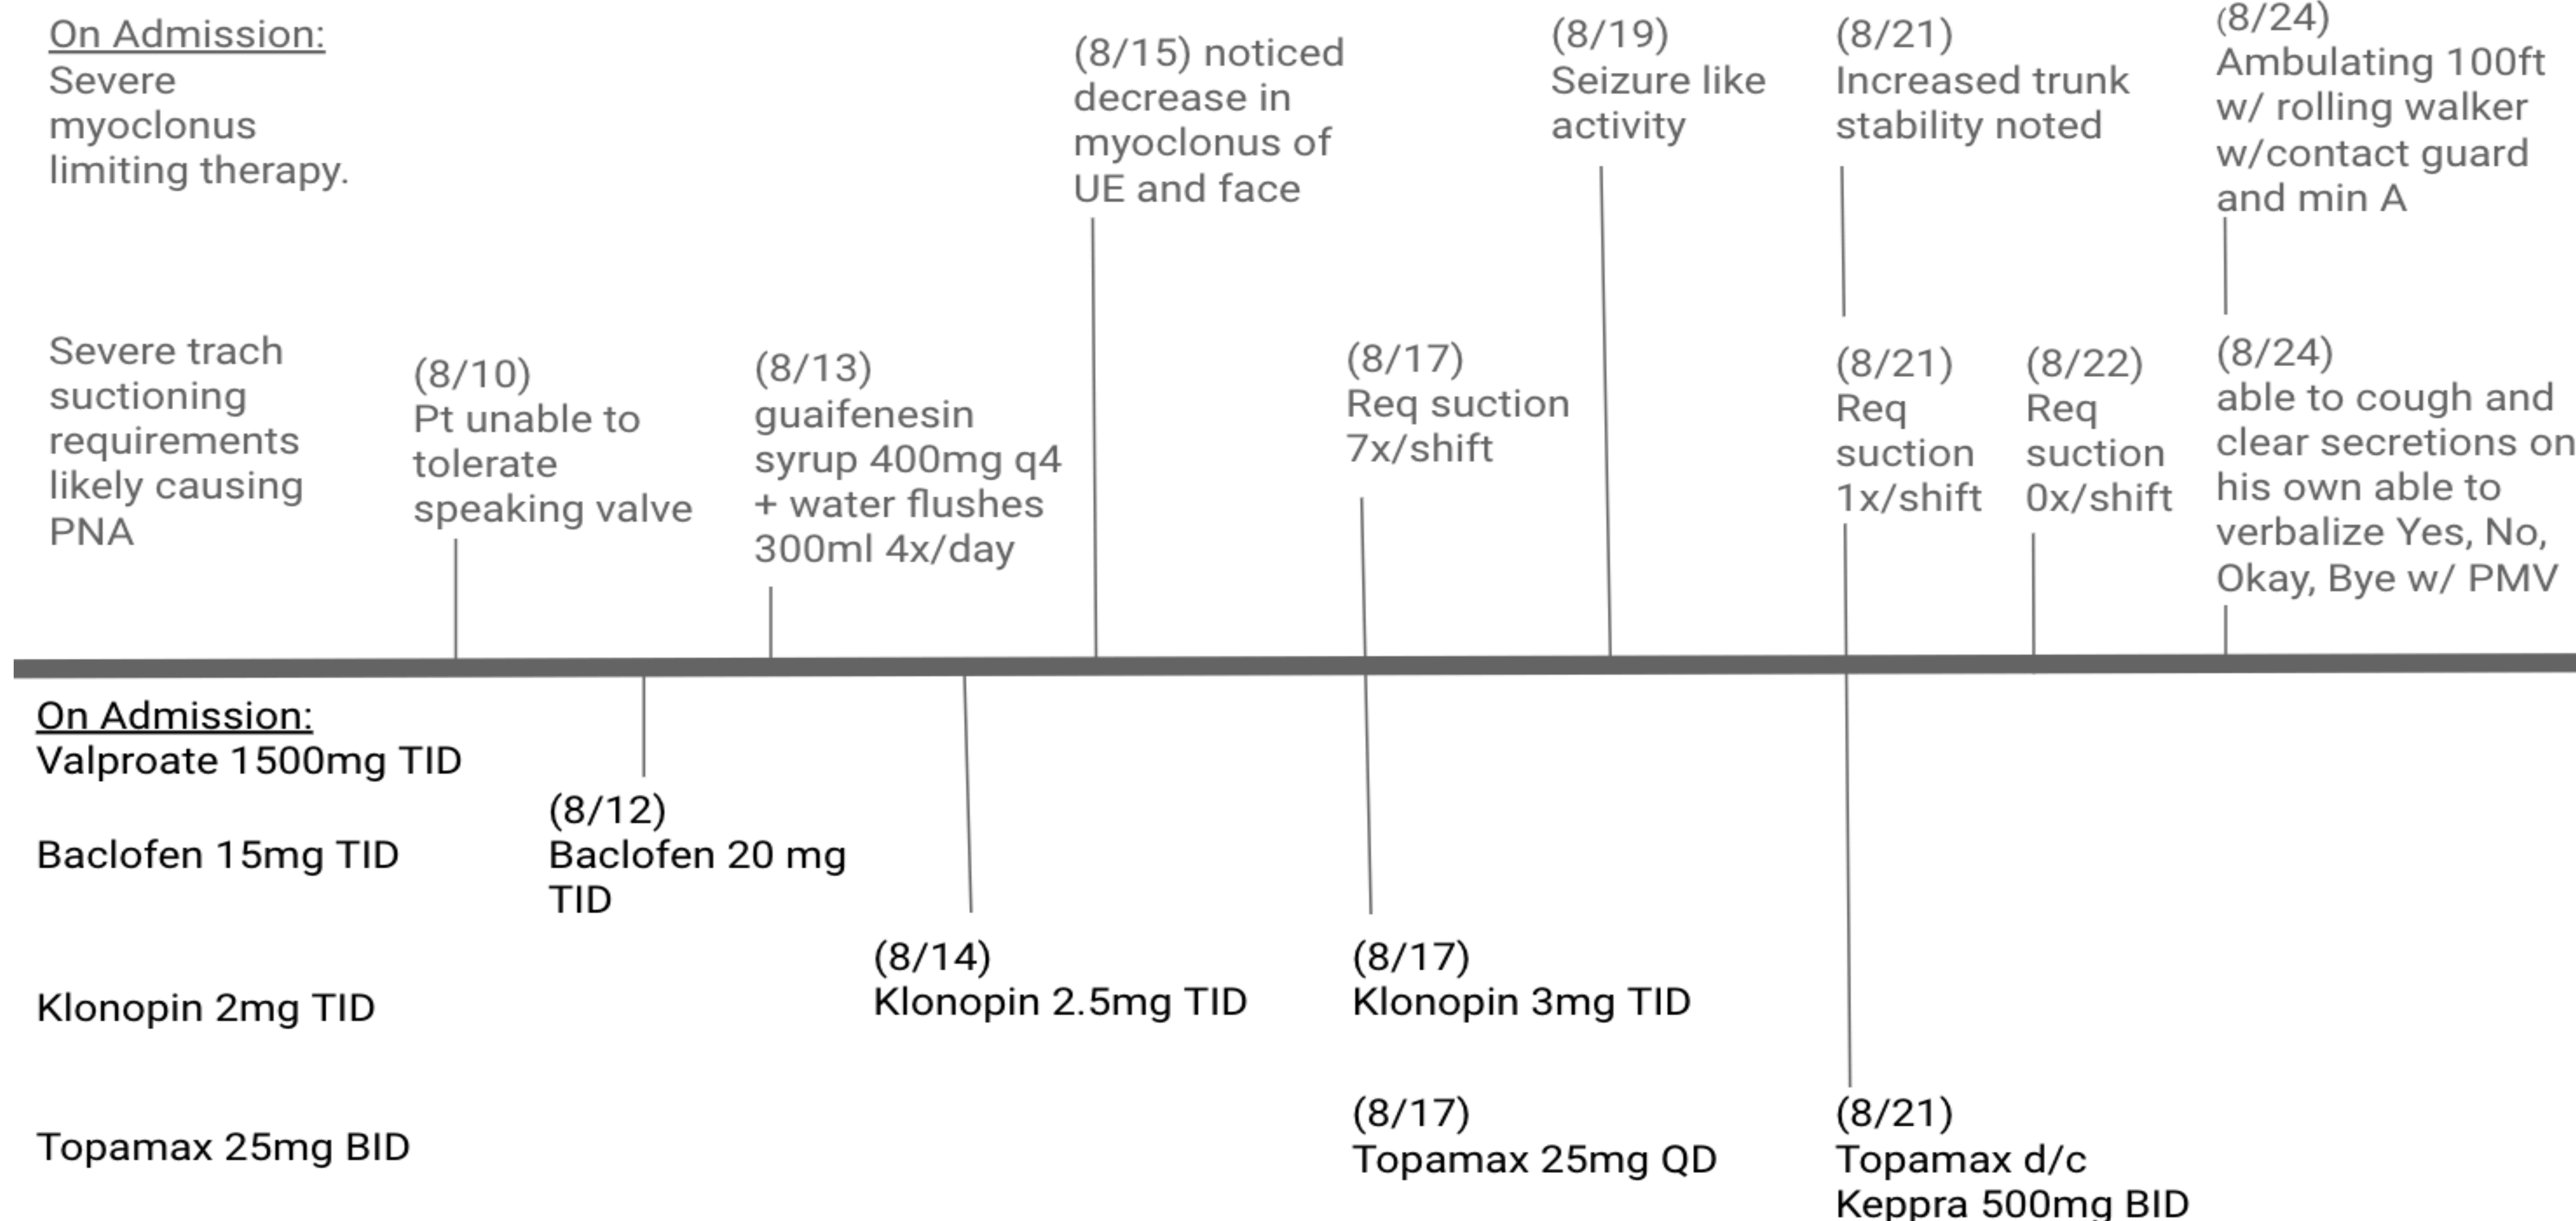 On Admission:
Severe
myoclonus
limiting therapy.
(8/15) noticed
decrease in
myoclonus of
UE and face
(8/19)
Seizure like
activity
(8/21)
Increased trunk
stability noted
(8/24)
Ambulating 100ft
w/ rolling walker
w/contact guard
and min A
Severe trach
suctioning
requirements
likely causing
PNA
(8/10)
Pt unable to
tolerate
speaking valve
(8/13)
guaifenesin
syrup 400mg q4
+ water flushes
300ml 4x/day
(8/17)
Req suction
7x/shift
(8/21)
Req
suction
1x/shift
(8/22)
Req
suction
0x/shift
(8/24)
able to cough and
clear secretions on
his own able to
verbalize Yes, No,
Okay, Bye w/ PMV
On Admission:
Valproate 1500mg TID
Baclofen 15mg TID
Klonopin 2mg TID
Topamax 25mg BID
(8/12)
Baclofen 20 mg
TID
(8/14)
Klonopin 2.5mg TID
(8/17)
Klonopin 3mg TID
(8/17)
Topamax 25mg QD
(8/21)
Topamax d/c
Keppra 500mg BID